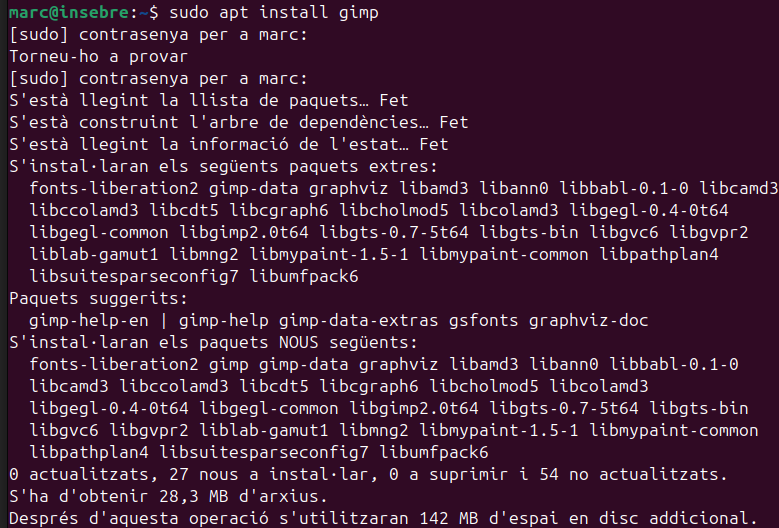 marc@insebre:~$ sudo apt install gimp
[sudo] contrasenya per a marc:
Torneu-ho a provar
[sudo] contrasenya per a marc:
S'està llegint la llista de paquets… Fet
S'està construint l'arbre de dependències… Fet
S'està llegint la informació de l'estat… Fet
S'instal·laran els següents paquets extres:
  fonts-liberation2 gimp-data graphviz libamd3 libann0 libbabl-0.1-0 libcamd3
  libccolamd3 libcdt5 libcgraph6 libcholmod5 libcolamd3 libgegl-0.4-0t64
  libgegl-common libgimp2.0t64 libgts-0.7-5t64 libgts-bin libgvc6 libgvpr2
  liblab-gamut1 libmng2 libmypaint-1.5-1 libmypaint-common libpathplan4
  libsuitesparseconfig7 libumfpack6
Paquets suggerits:
  gimp-help-en | gimp-help gimp-data-extras gsfonts graphviz-doc
S'instal·laran els paquets NOUS següents:
  fonts-liberation2 gimp gimp-data graphviz libamd3 libann0 libbabl-0.1-0
  libcamd3 libccolamd3 libcdt5 libcgraph6 libcholmod5 libcolamd3
  libgegl-0.4-0t64 libgegl-common libgimp2.0t64 libgts-0.7-5t64 libgts-bin
  libgvc6 libgvpr2 liblab-gamut1 libmng2 libmypaint-1.5-1 libmypaint-common
  libpathplan4 libsuitesparseconfig7 libumfpack6
0 actualitzats, 27 nous a instal·lar, 0 a suprimir i 54 no actualitzats.
S'ha d'obtenir 28,3 MB d'arxius.
Després d'aquesta operació s'utilitzaran 142 MB d'espai en disc addicional.